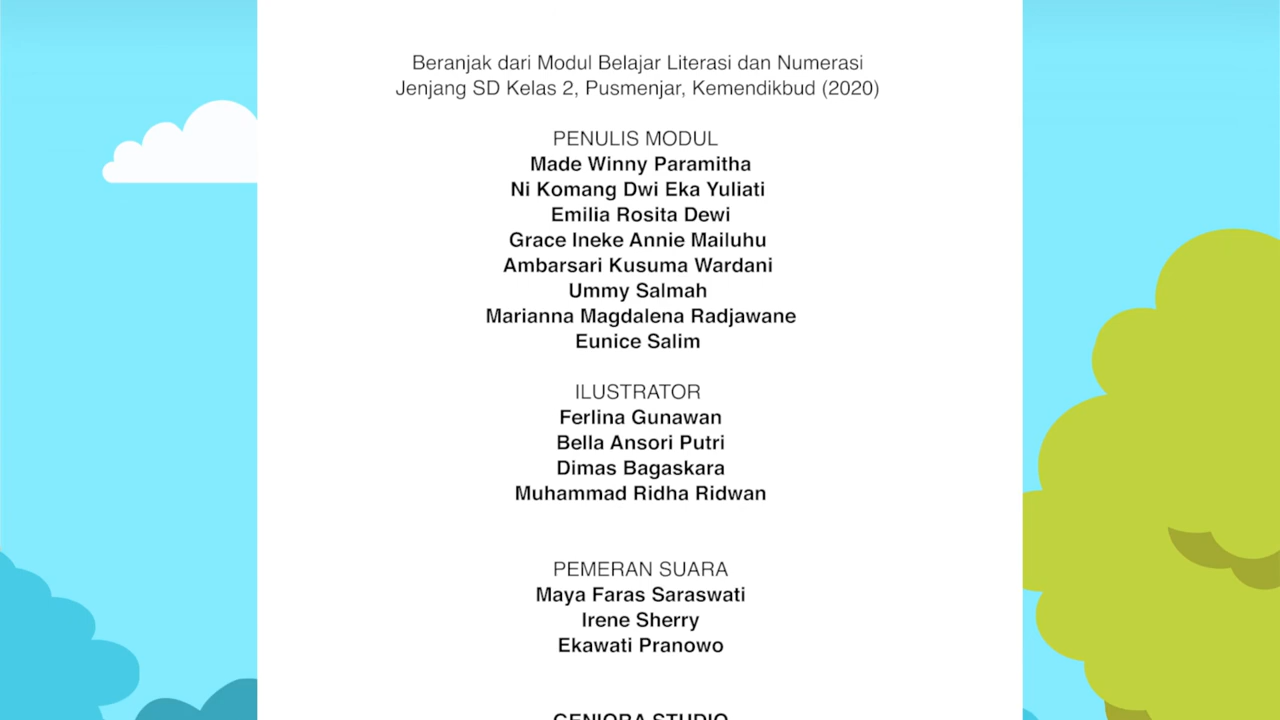 Beranjak dari Modul Belajar Literasi dan Numerasi
Jenjang SD Kelas 2, Pusmenjar, Kemendikbud (2020)
PENULIS MODUL
Made Winny Paramitha
Ni Komang Dwi Eka Yuliati
Emilia Rosita Dewi
Grace Ineke Annie Mailuhu
Ambarsari Kusuma Wardani
Ummy Salmah
Marianna Magdalena Radjawane
Eunice Salim
ILUSTRATOR
Ferlina Gunawan
Bella Ansori Putri
Dimas Bagaskara
Muhammad Ridha Ridwan
PEMERAN SUARA
Maya Faras Saraswati
Irene Sherry
Ekawati Pranowo